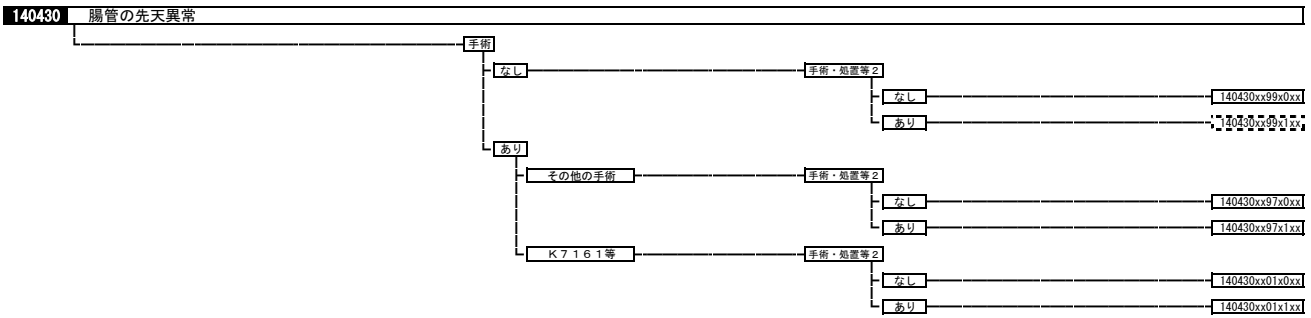 140430 腸管の先天異常
手術
なし 手術・処置等２
なし 140430xx99x0xx
あり 140430xx99x1xx
あり
その他の手術 手術・処置等２
なし 140430xx97x0xx
あり 140430xx97x1xx
Ｋ７１６１等 手術・処置等２
なし 140430xx01x0xx
あり 140430xx01x1xx